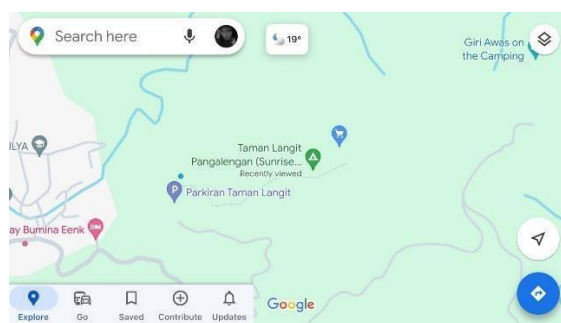 Search here
19°
Giri Awas on
the Camping
JLYA
Taman Langit
Pangalengan (Sunrise...
Recently viewed
P
Parkiran Taman Langit
ay Bumina Eenk
Explore
Go
Saved
Contribute
Updates
Google